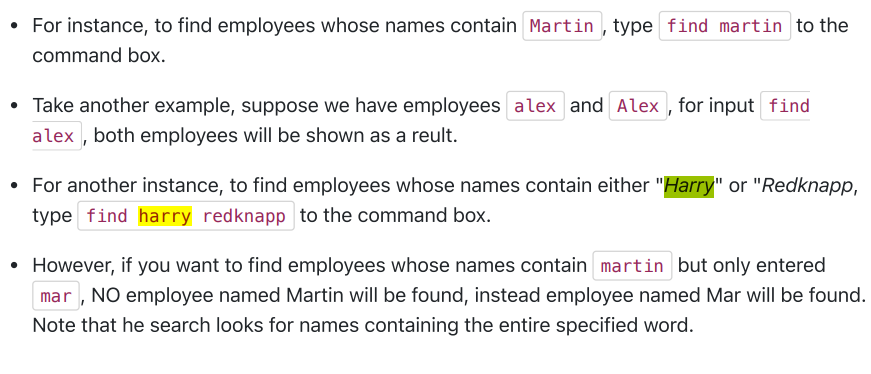 For instance, to find employees whose names contain Martin, type find martin to the
command box.
Take another example, suppose we have employees alex and Alex, for input find
alex, both employees will be shown as a reult.
For another instance, to find employees whose names contain either "Harry" or "Redknapp,
type find harry redknapp to the command box.
However, if you want to find employees whose names contain martin but only entered
mar, NO employee named Martin will be found, instead employee named Mar will be found.
Note that he search looks for names containing the entire specified word.